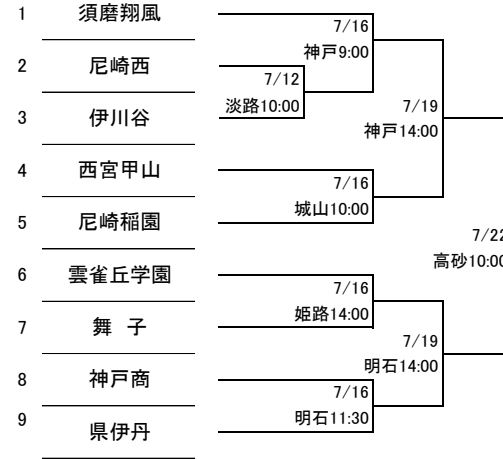 1 須磨翔風
7/16
神戸9:00
2 尼崎西
7/12
淡路10:00
3 伊川谷
7/19
神戸14:00
4 西宮甲山
7/16
城山10:00
5 尼崎稲園
7/22
高砂10:00
6 雲雀丘学園
7/16
姫路14:00
7 舞 子
7/19
明石14:00
8 神戸商
7/16
明石11:30
9 県伊丹